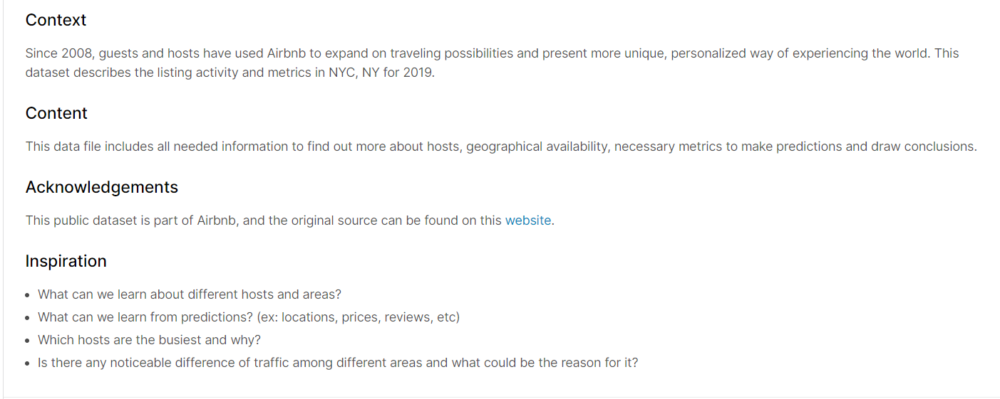 Context
Since 2008, guests and hosts have used Airbnb to expand on traveling possibilities and present more unique, personalized way of experiencing the world. This
dataset describes the listing activity and metrics in NYC, NY for 2019.
Content
This data file includes all needed information to find out more about hosts, geographical availability, necessary metrics to make predictions and draw conclusions.
Acknowledgements
This public dataset is part of Airbnb, and the original source can be found on this website.
Inspiration
• What can we learn about different hosts and areas?
• What can we learn from predictions? (ex: locations, prices, reviews, etc)
• Which hosts are the busiest and why?
• Is there any noticeable difference of traffic among different areas and what could be the reason for it?